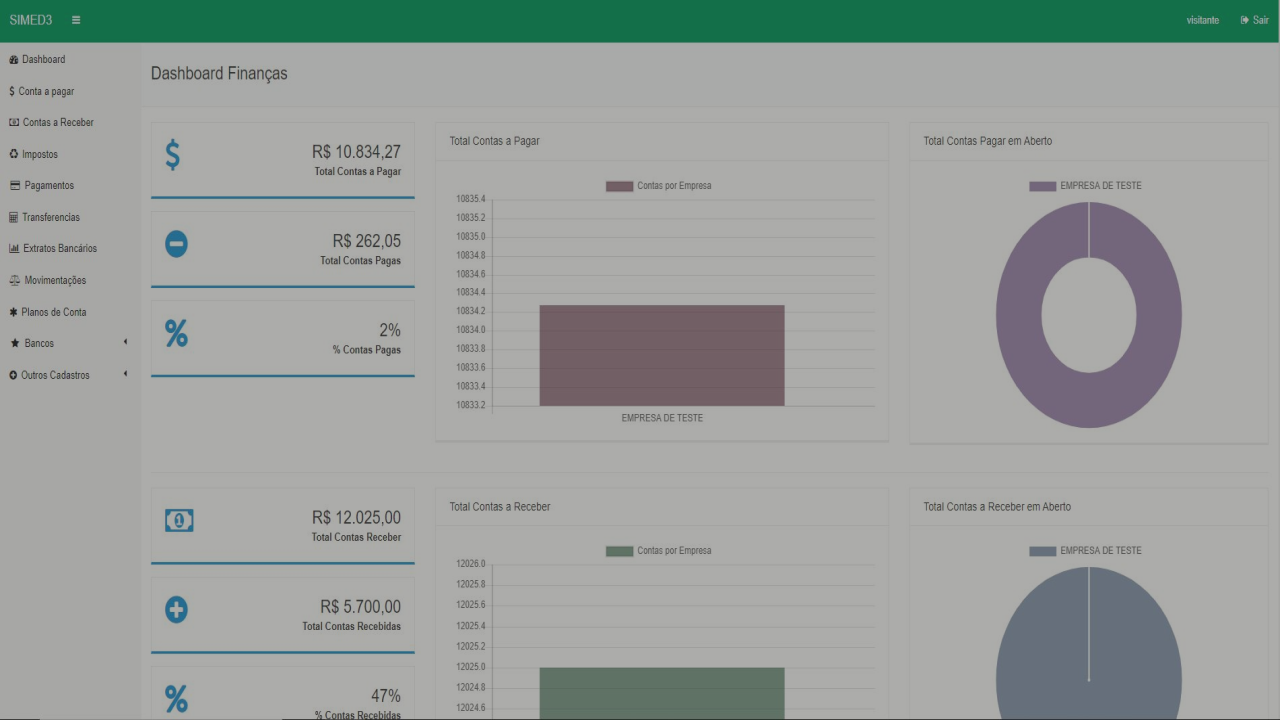 SIMED3
visitante
Sair
Dashboard
Conta a pagar
Contas a Receber
Impostos
Pagamentos
Transferencias
Extratos Bancários
Movimentações
Planos de Conta
Bancos
Outros Cadastros
Dashboard Finanças
R$ 10.834,27
Total Contas a Pagar
R$ 262,05
Total Contas Pagas
2%
% Contas Pagas
Total Contas a Pagar
Contas por Empresa
10835.4
10835.2
10835.0
10834.8
10834.6
10834.4
10834.2
10834.0
10833.8
10833.6
10833.4
10833.2
EMPRESA DE TESTE
Total Contas Pagar em Aberto
EMPRESA DE TESTE
R$ 12.025,00
Total Contas Receber
R$ 5.700,00
Total Contas Recebidas
47%
% Contas Recebidas
Total Contas a Receber
Contas por Empresa
12026.0
12025.8
12025.6
12025.4
12025.2
12025.0
12024.8
12024.6
Total Contas a Receber em Aberto
EMPRESA DE TESTE